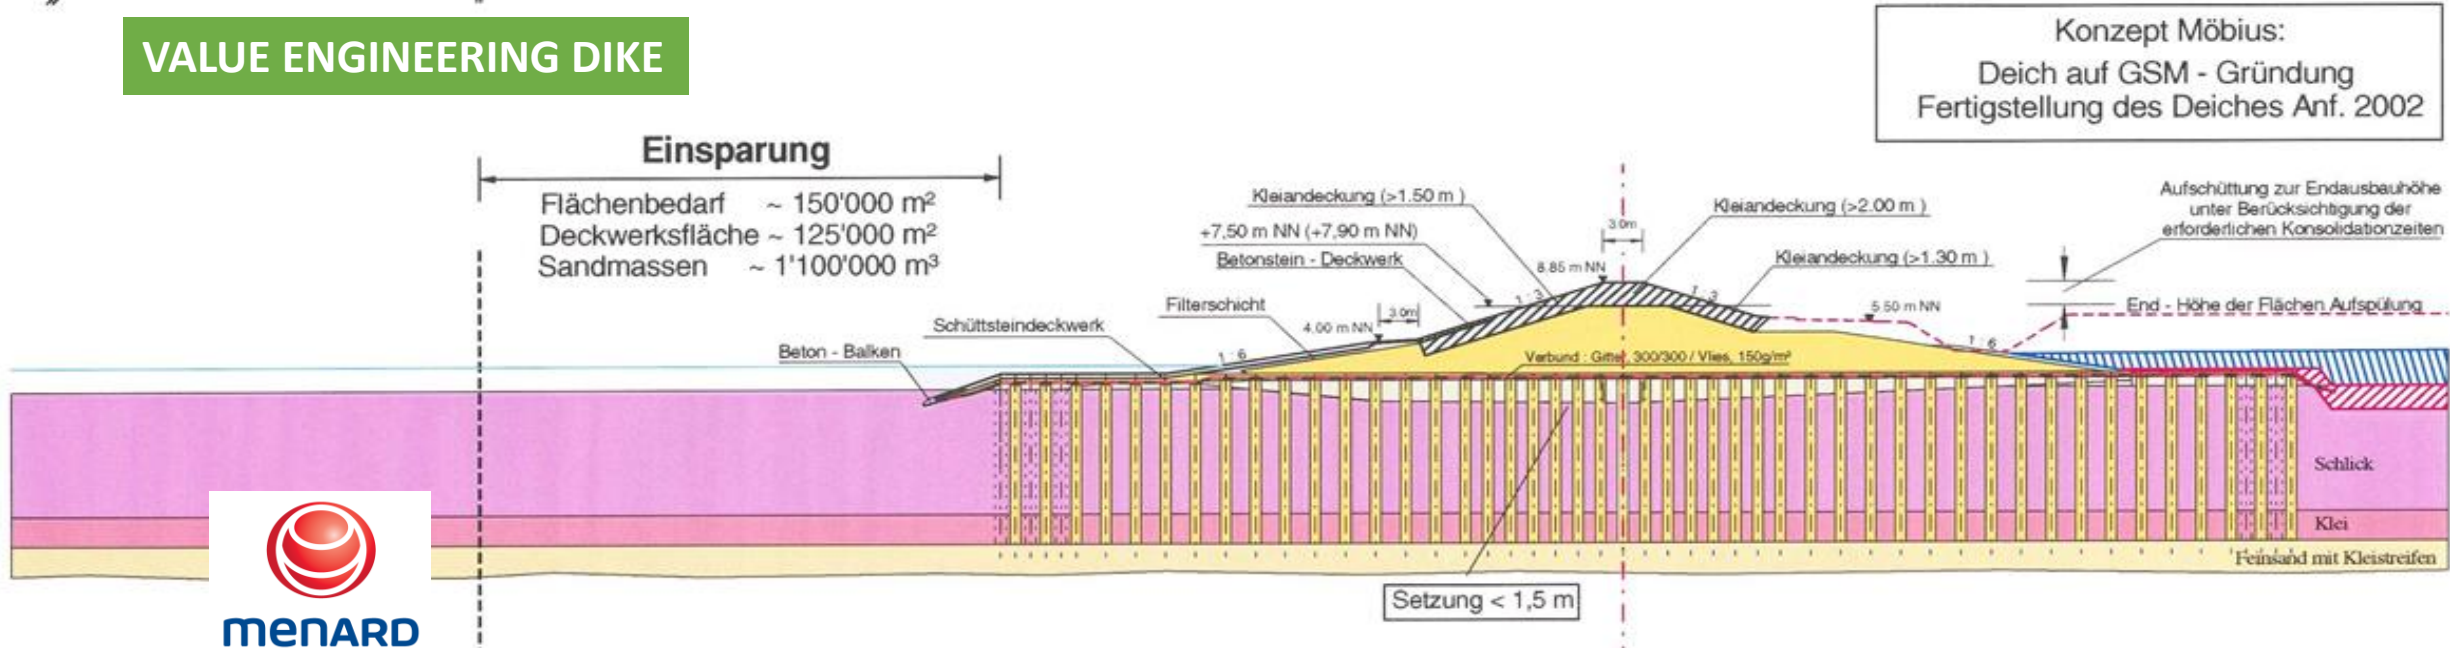 VALUE ENGINEERING DIKE
Konzept Möbius:
Deich auf GSM - Gründung
Fertigstellung des Deiches Anf. 2002
Einsparung
Flächenbedarf ~ 150'000 m²
Deckwerksfläche ~ 125'000 m²
Sandmassen ~ 1'100'000 m³
Kleiandeckung (>1.50 m )
+7,50 m NN (+7,90 m NN)
Betonstein - Deckwerk
Filterschicht
Schüttsteindeckwerk
Beton - Balken
1 : 6
4.00 m NN
3.0m
1 : 3
8.85 m NN
3.0m
Kleiandeckung (>2.00 m )
Kleiandeckung (>1.30 m )
1 : 3
5.50 m NN
1 : 6
Aufschüttung zur Endausbauhöhe
unter Berücksichtigung der
erforderlichen Konsolidationzeiten
End - Höhe der Flächen Aufspülung
Verbund : Gitter, 300/300 / Vlies, 150g/m²
Schlick
Klei
Feinsand mit Kleistreifen
Setzung < 1,5 m
menARD